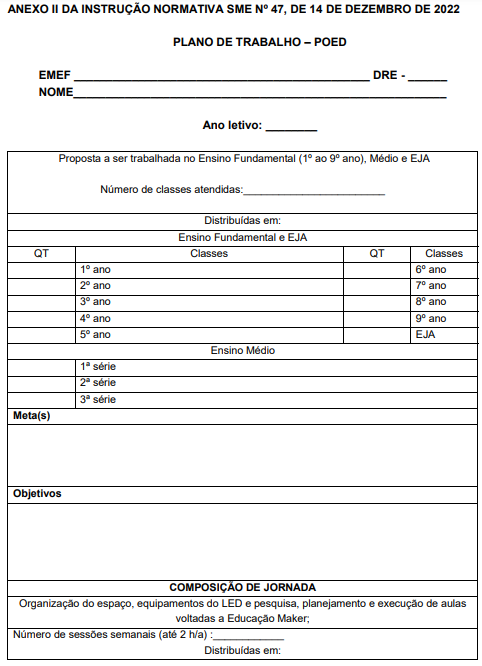 ANEXO II DA INSTRUÇÃO NORMATIVA SME Nº 47, DE 14 DE DEZEMBRO DE 2022
PLANO DE TRABALHO – POED
EMEF ______________________________________________ DRE - ______
NOME__________________________________________________________
Ano letivo: ________
Proposta a ser trabalhada no Ensino Fundamental (1º ao 9º ano), Médio e EJA
Número de classes atendidas:________________________
Distribuídas em:
Ensino Fundamental e EJA
QT Classes QT Classes
1º ano 6º ano
2º ano 7º ano
3º ano 8º ano
4º ano 9º ano
5º ano EJA
Ensino Médio
1ª série
2ª série
3ª série
Meta(s)
Objetivos
COMPOSIÇÃO DE JORNADA
Organização do espaço, equipamentos do LED e pesquisa, planejamento e execução de aulas
voltadas a Educação Maker;
Número de sessões semanais (até 2 h/a) :____________
Distribuídas em: